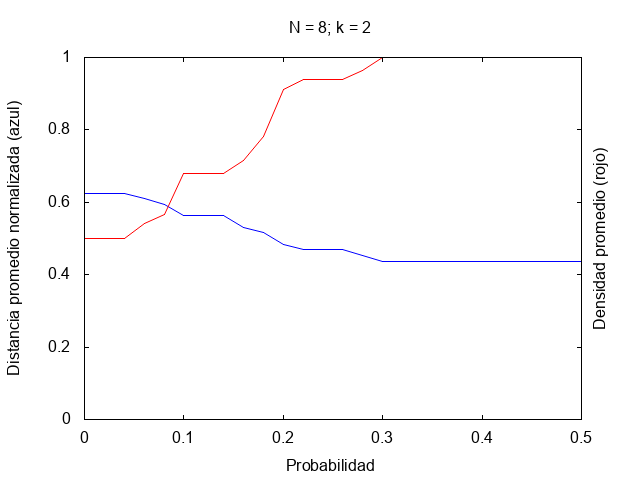 N = 8; k = 2
Distancia promedio normalizada (azul)
1
0.8
0.6
0.4
0.2
0
0 0.1 0.2 0.3 0.4 0.5
Probabilidad
Densidad promedio (rojo)